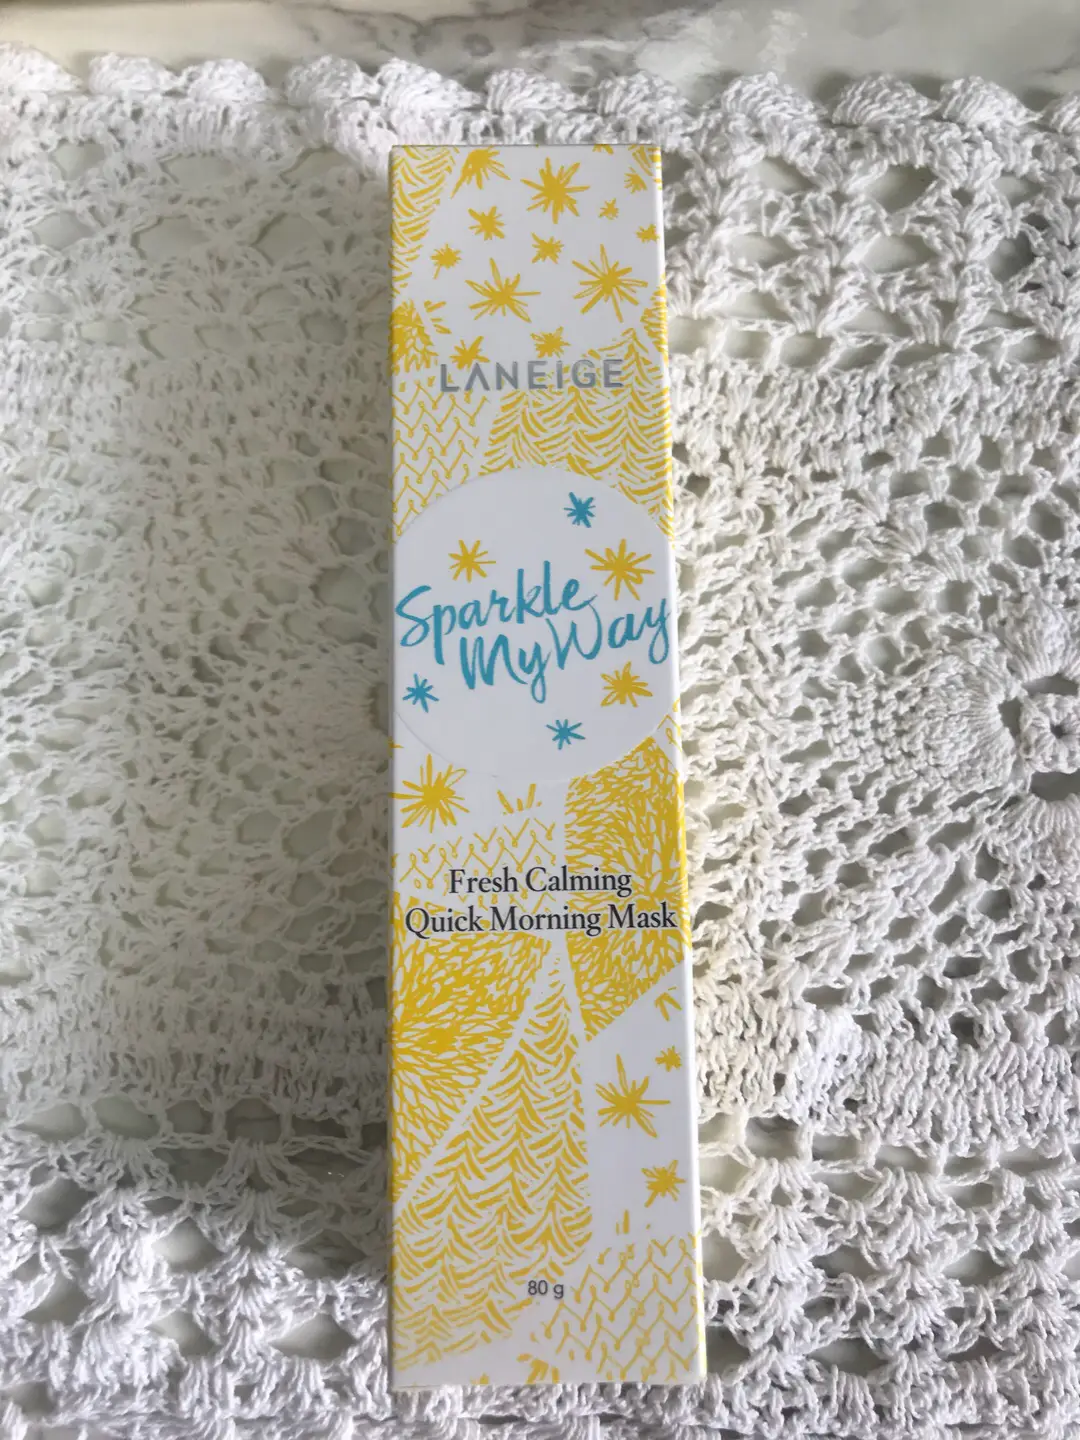 LANEIGE
Sparkle
My Way
Fresh Calming
Quick Morning Mask
80 g